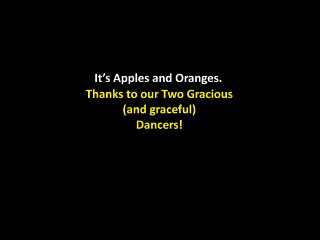 It’s Apples and Oranges.
Thanks to our Two Gracious
(and graceful)
Dancers!